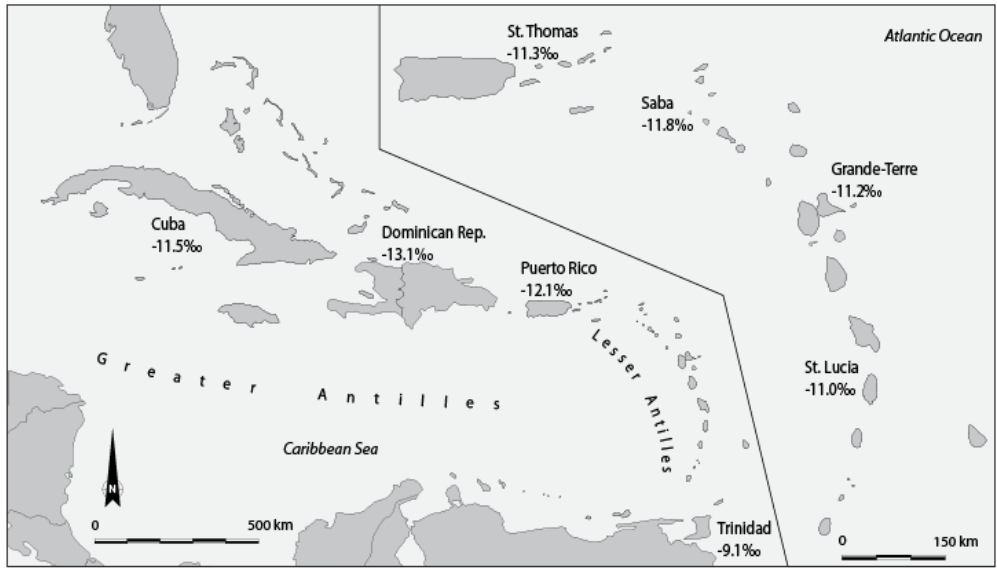 St. Thomas
-11.3‰
Atlantic Ocean
Saba
-11.8‰
Grande-Terre
-11.2‰
Cuba
-11.5‰
Dominican Rep.
-13.1‰
Puerto Rico
-12.1‰
Lesser Antilles
St. Lucia
-11.0‰
Greater Antilles
Caribbean Sea
N
0 500 km
Trinidad
-9.1‰
0 150 km